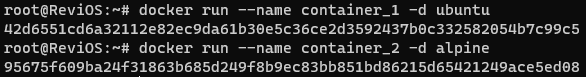 root@ReviOS:~# docker run --name container_1 -d ubuntu
42d6551cd6a32112e82ec9da61b30e5c36ce2d3592437b0c332582054b7c99c5
root@ReviOS:~# docker run --name container_2 -d alpine
95675f609ba24f31863b685d249f8b9ec83bb851bd86215d65421249ace5ed08